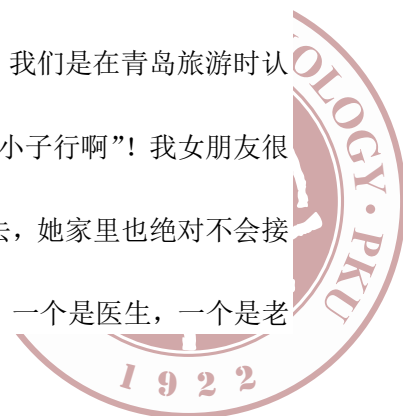 我们是在青岛旅游时认
小子行啊”！我女朋友很
去，她家里也绝对不会接
一个是医生，一个是老
OLOGY · PKU
1922